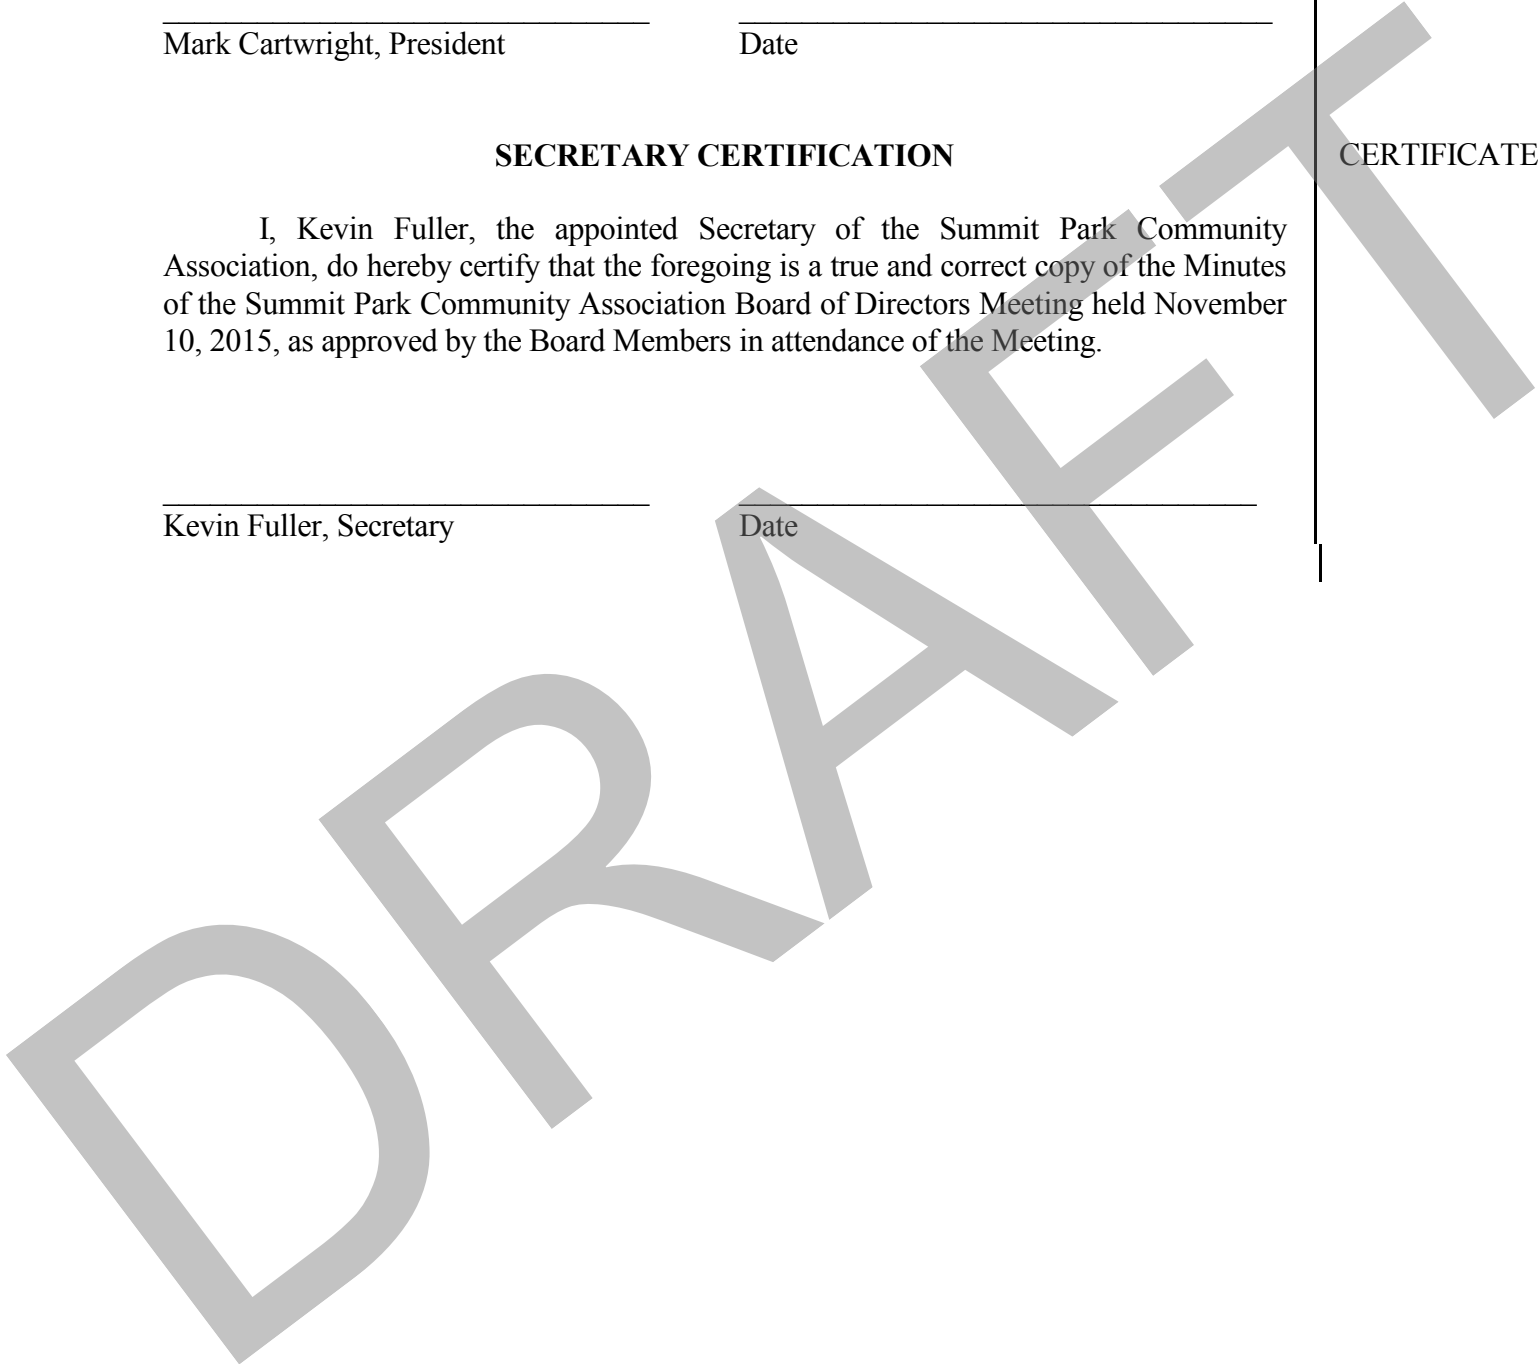 Mark Cartwright, President Date
SECRETARY CERTIFICATION CERTIFICATE
I, Kevin Fuller, the appointed Secretary of the Summit Park Community
Association, do hereby certify that the foregoing is a true and correct copy of the Minutes
of the Summit Park Community Association Board of Directors Meeting held November
10, 2015, as approved by the Board Members in attendance of the Meeting.
Kevin Fuller, Secretary Date
DRAFT